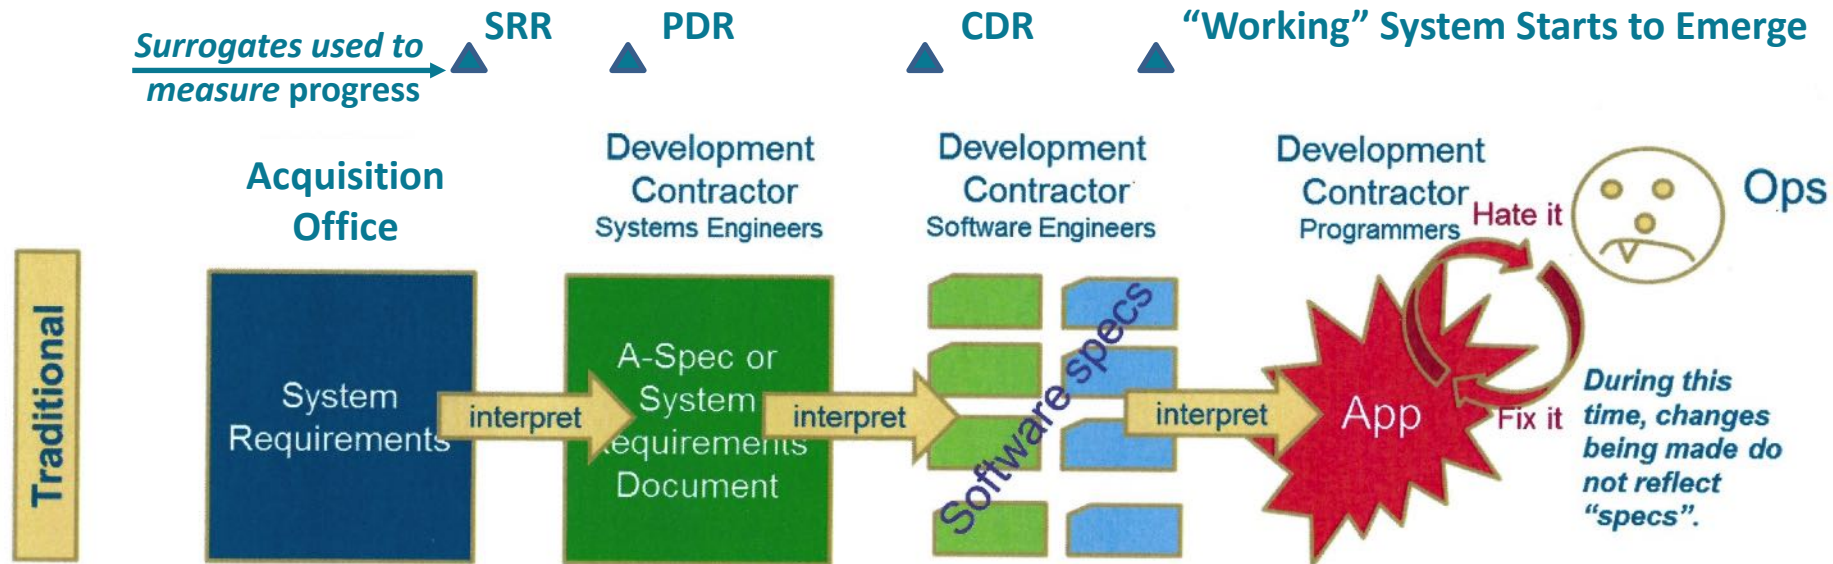 Surrogates used to
measure progress
SRR
PDR
CDR
“Working” System Starts to Emerge
Acquisition
Office
Development
Contractor
Systems Engineers
Development
Contractor
Software Engineers
Development
Contractor
Programmers
Hate it
Ops
Traditional
System
Requirements
interpret
A-Spec or
System
Requirements
Document
interpret
Software specs
interpret
App
Fix it
During this
time, changes
being made do
not reflect
“specs”.